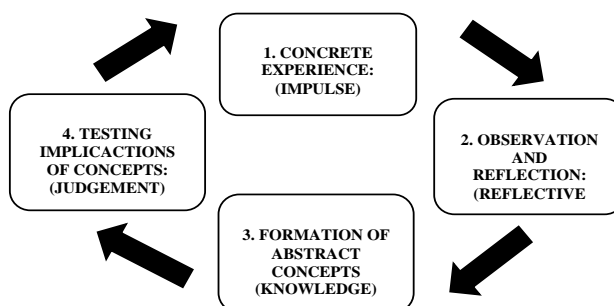 1. CONCRETE
EXPERIENCE:
(IMPULSE)
2. OBSERVATION
AND
REFLECTION:
(REFLECTIVE
3. FORMATION OF
ABSTRACT
CONCEPTS
(KNOWLEDGE)
4. TESTING
IMPLICACTIONS
OF CONCEPTS:
(JUDGEMENT)